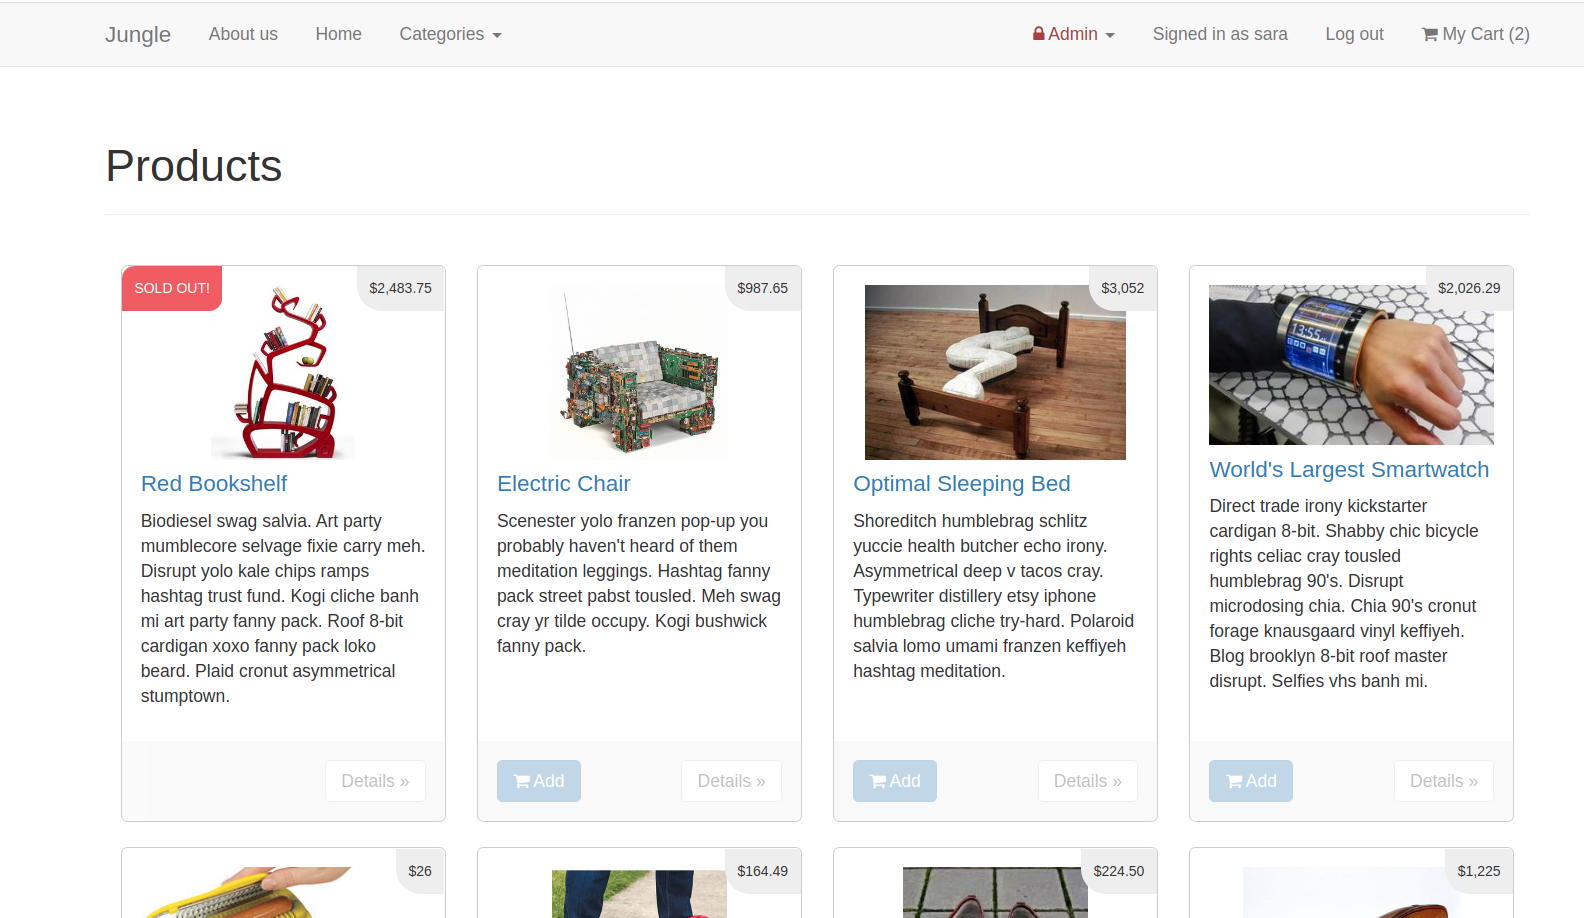 Jungle About us Home Categories Admin Signed in as sara Log out My Cart (2)
Products
SOLD OUT!
$2,483.75
Red Bookshelf
Biodiesel swag salvia. Art party
mumblecore selvage fixie carry meh.
Disrupt yolo kale chips ramps
hashtag trust fund. Kogi cliche banh
mi art party fanny pack. Roof 8-bit
cardigan xoxo fanny pack loko
beard. Plaid cronut asymmetrical
stumptown.
Details »
$987.65
Electric Chair
Scenester yolo franzen pop-up you
probably haven't heard of them
meditation leggings. Hashtag fanny
pack street pabst tousled. Meh swag
cray yr tilde occupy. Kogi bushwick
fanny pack.
Add
Details »
$3,052
Optimal Sleeping Bed
Shoreditch humblebrag schlitz
yuccie health butcher echo irony.
Asymmetrical deep v tacos cray.
Typewriter distillery etsy iphone
humblebrag cliche try-hard. Polaroid
salvia lomo umami franzen keffiyeh
hashtag meditation.
Add
Details »
$2,026.29
13:55
World's Largest Smartwatch
Direct trade irony kickstarter
cardigan 8-bit. Shabby chic bicycle
rights celiac cray tousled
humblebrag 90's. Disrupt
microdosing chia. Chia 90's cronut
forage knausgaard vinyl keffiyeh.
Blog brooklyn 8-bit roof master
disrupt. Selfies vhs banh mi.
Add
Details »
$26
$164.49
$224.50
$1,225